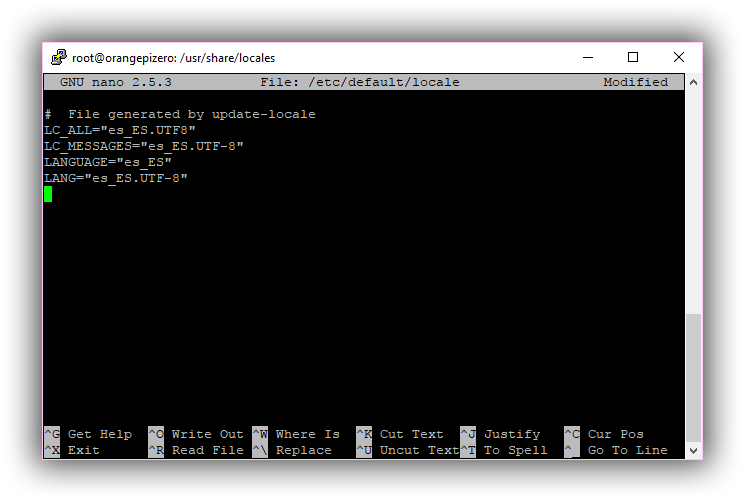 root@orangepizero: /usr/share/locales
GNU nano 2.5.3 File: /etc/default/locale Modified
#  File generated by update-locale
LC_ALL="es_ES.UTF8"
LC_MESSAGES="es_ES.UTF-8"
LANGUAGE="es_ES"
LANG="es_ES.UTF-8"
^G Get Help ^O Write Out ^W Where Is ^K Cut Text ^J Justify ^C Cur Pos
^X Exit ^R Read File ^\ Replace ^U Uncut Text^T To Spell ^_ Go To Line